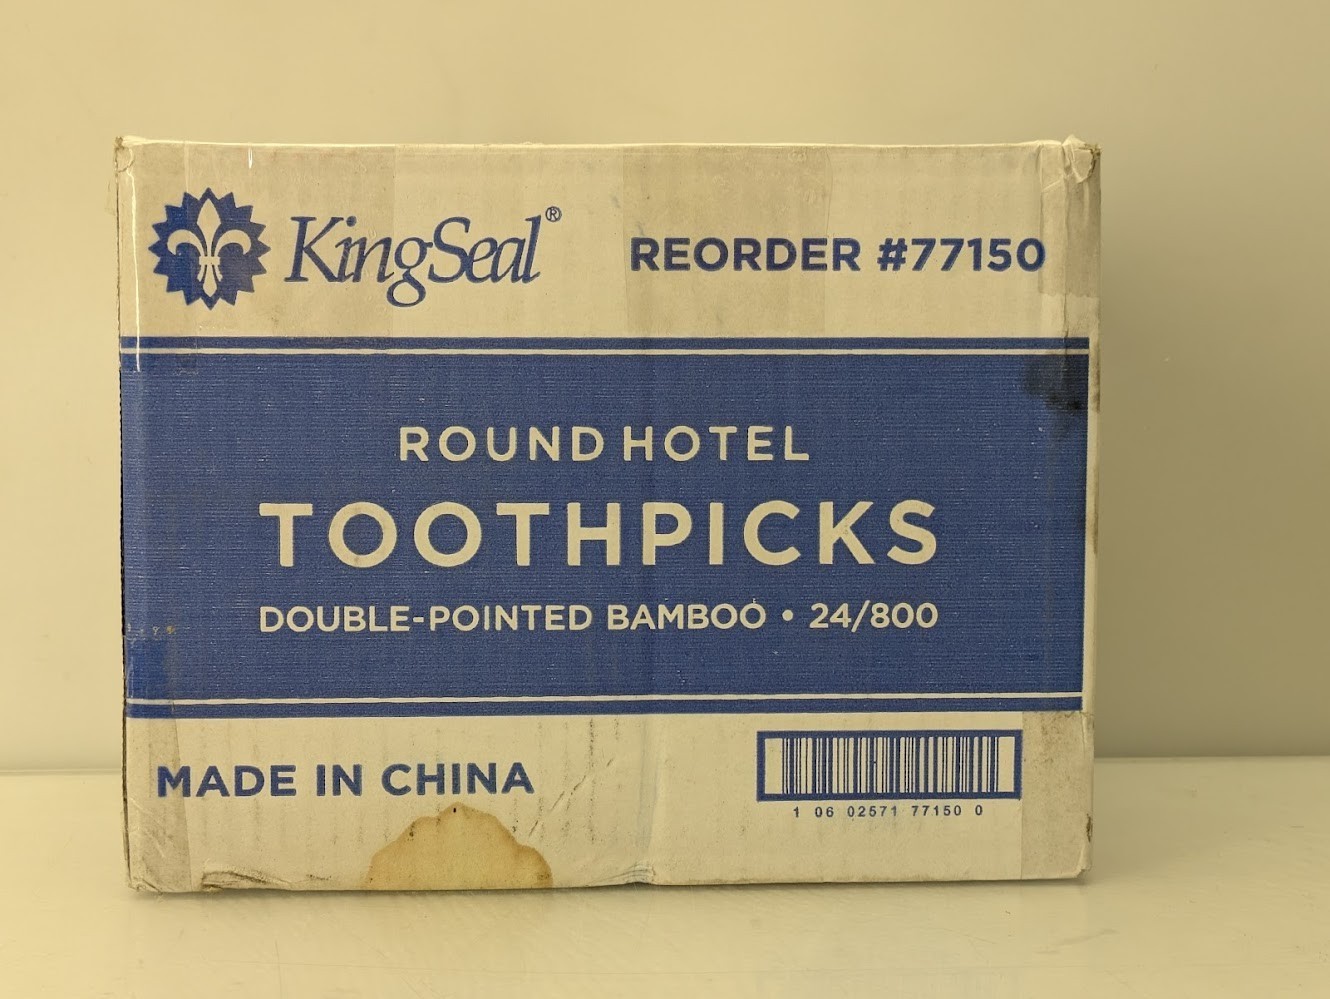 KingSeal®
REORDER #77150
ROUND HOTEL
TOOTHPICKS
DOUBLE-POINTED BAMBOO • 24/800
MADE IN CHINA
1 06 02571 77150 0